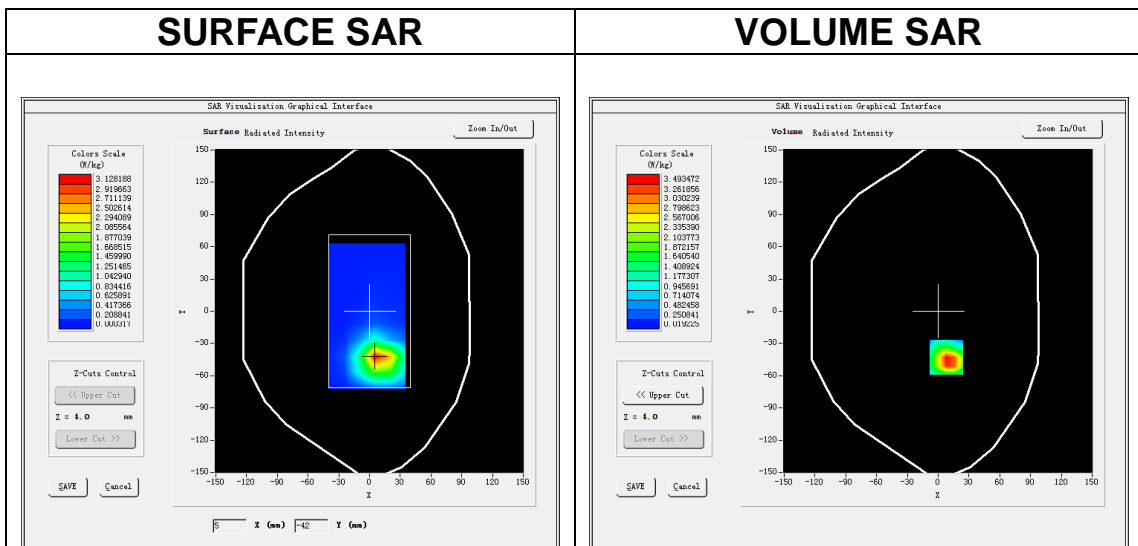 SURFACE SAR
VOLUME SAR
SAR Visualisation Graphical Interface
Surface Radiated Intensity
Zoom In/Out
Colors Scale
(W/kg)
3.128188
2.919663
2.711139
2.502614
2.294089
2.085564
1.877039
1.668515
1.459990
1.251465
1.042940
0.834416
0.625891
0.417366
0.208841
0.000317
150
120
90
60
30
0
-30
-60
-90
-120
-150
Y
-150 -120 -90 -60 -30 0 30 60 90 120 150
X
Z-Cuts Control
<< Upper Cut
Z = 4.0 mm
Lower Cut >>
SAVE Cancel
5 X (mm) -42 Y (mm)
SAR Visualisation Graphical Interface
Volume Radiated Intensity
Zoom In/Out
Colors Scale
(W/kg)
3.493472
3.261856
3.030239
2.798623
2.567006
2.335390
2.103773
1.872157
1.640540
1.408924
1.177307
0.945691
0.714074
0.482458
0.250841
0.019225
150
120
90
60
30
0
-30
-60
-90
-120
-150
Y
-150 -120 -90 -60 -30 0 30 60 90 120 150
X
Z-Cuts Control
<< Upper Cut
Z = 4.0 mm
Lower Cut >>
SAVE Cancel